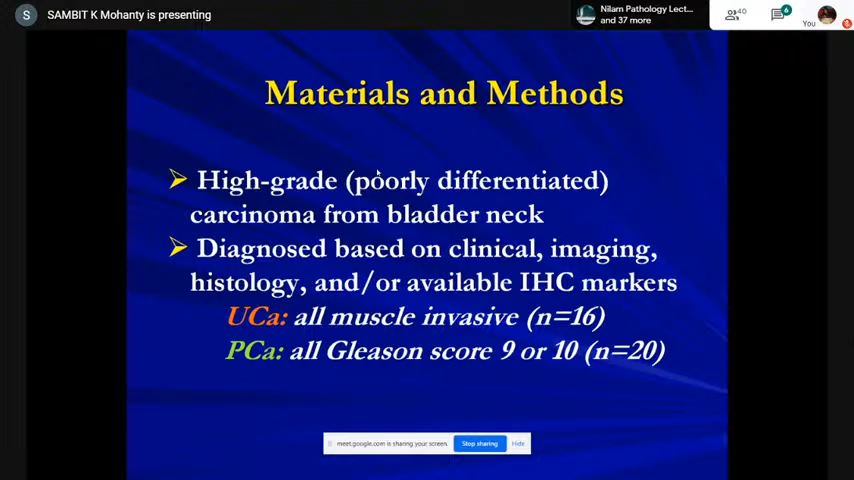 S SAMBIT K Mohanty is presenting
Nilam Pathology Lect...
and 37 more
40
6
You
Materials and Methods
➢ High-grade (poorly differentiated)
carcinoma from bladder neck
➢ Diagnosed based on clinical, imaging,
histology, and/or available IHC markers
UCa: all muscle invasive (n=16)
PCa: all Gleason score 9 or 10 (n=20)
meet.google.com is sharing your screen. Stop sharing Hide